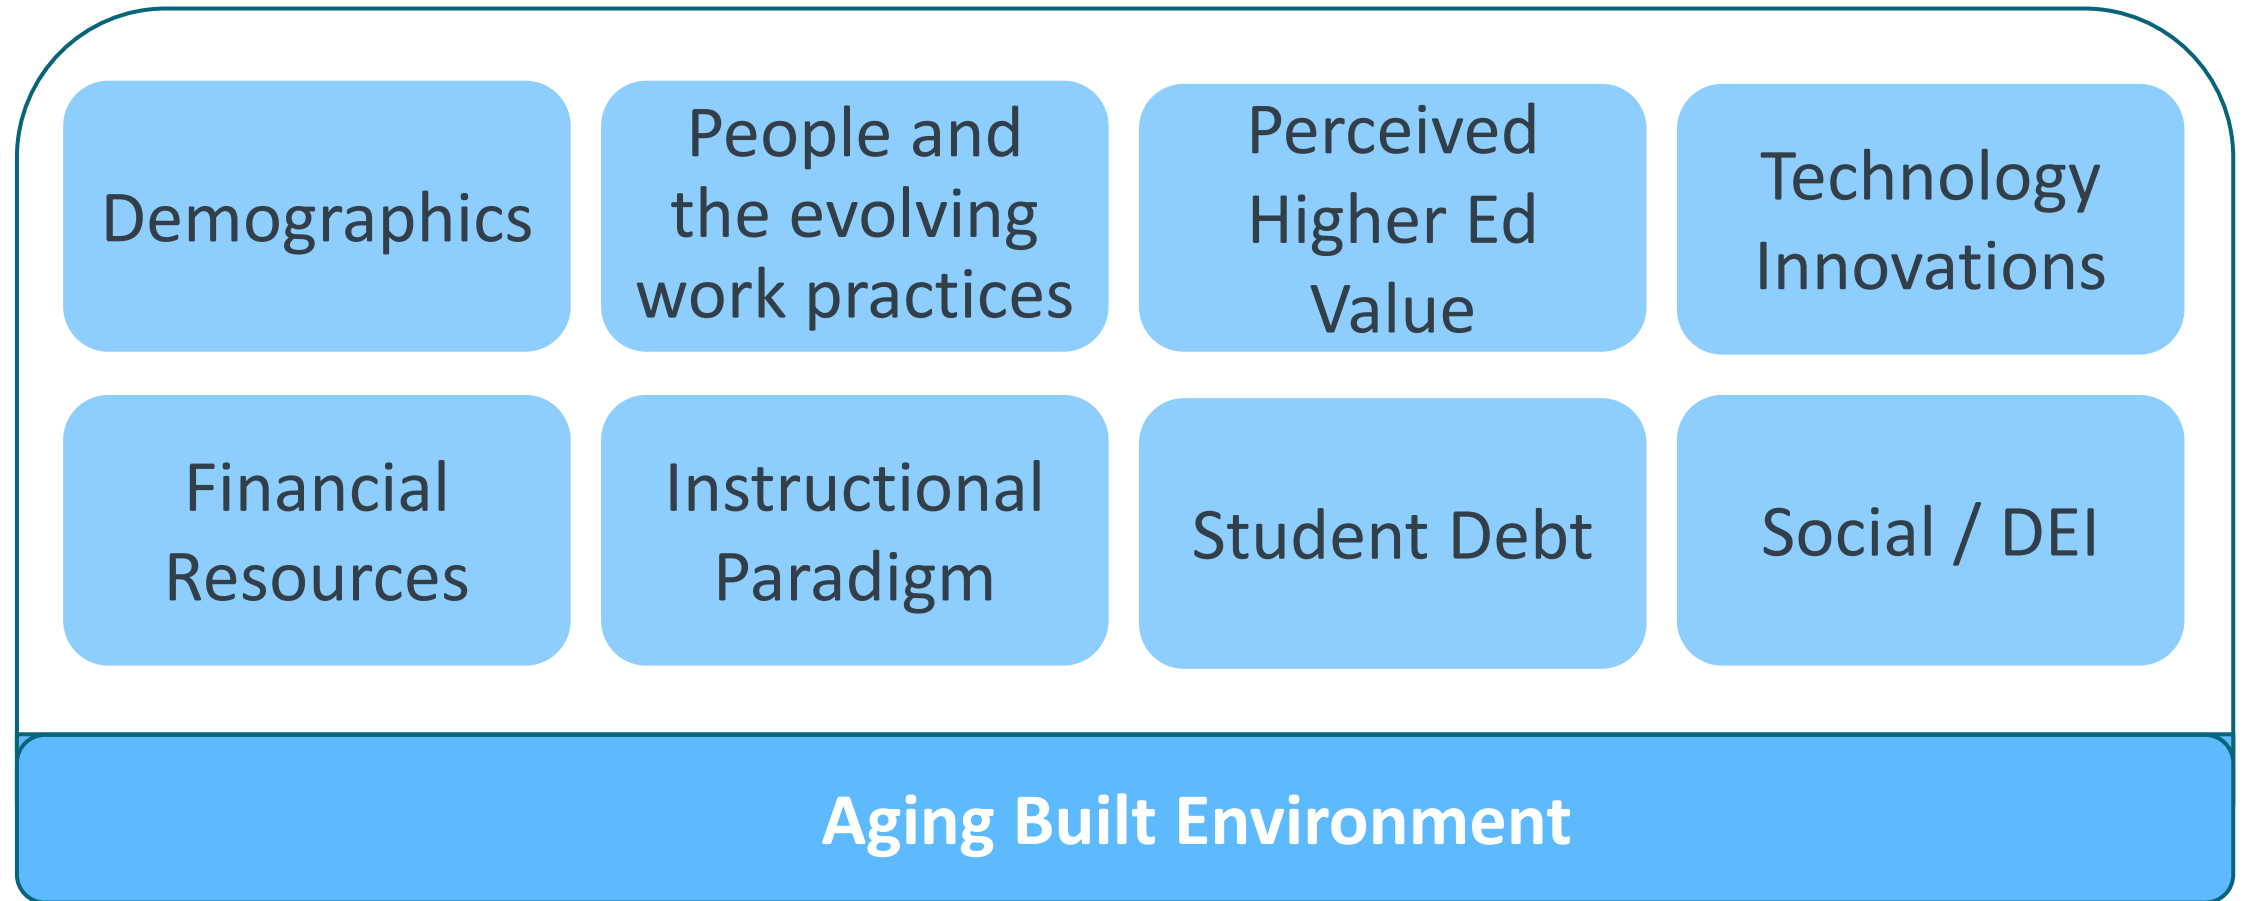 Demographics
People and
the evolving
work practices
Perceived
Higher Ed
Value
Technology
Innovations
Financial
Resources
Instructional
Paradigm
Student Debt
Social / DEI
Aging Built Environment